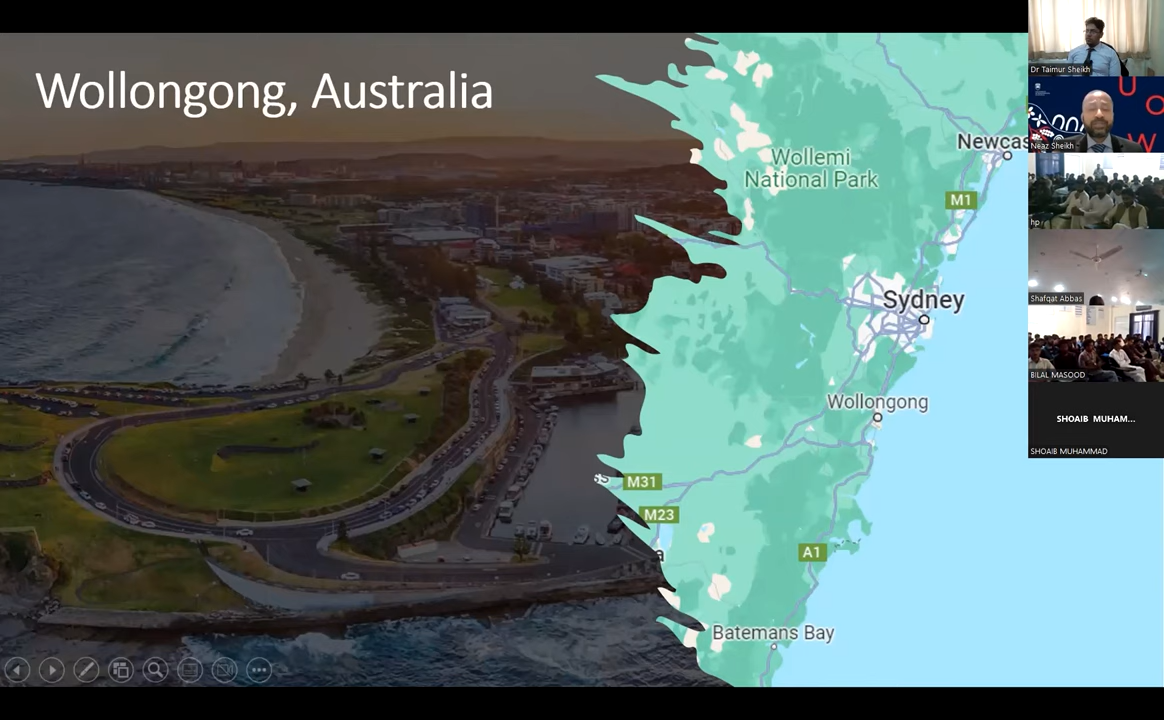 Wollongong, Australia
Wollemi
National Park
Newcas
M1
Sydney
Wollongong
M31
M23
a
A1
Batemans Bay
Dr Taimur Sheikh
Neaz Sheikh
U
O
W
hp
Shafqat Abbas
BILAL MASOOD
SHOAIB MUHAM...
SHOAIB MUHAMMAD